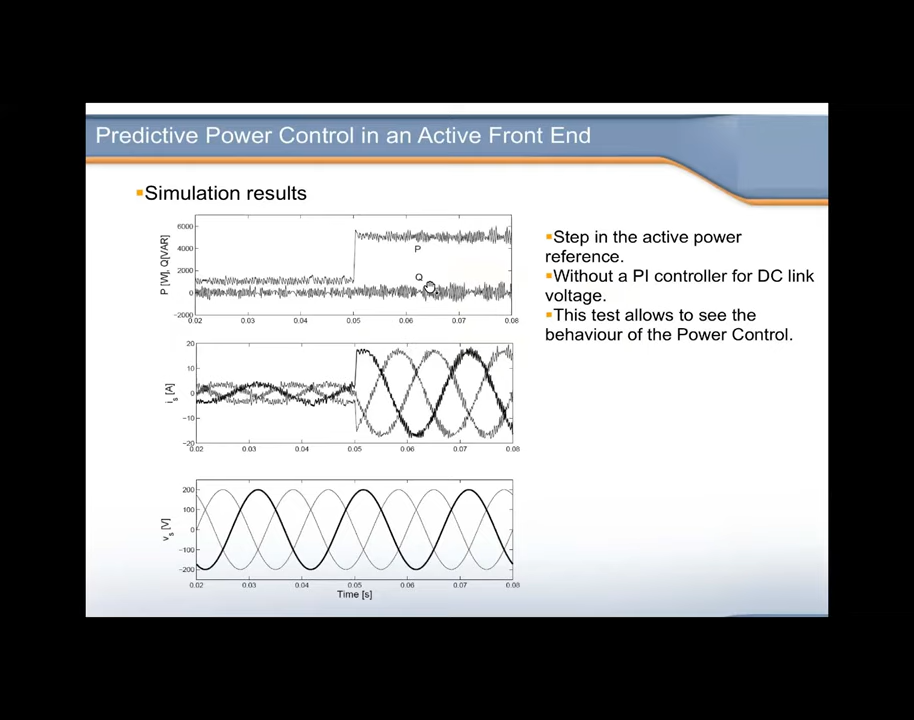 Predictive Power Control in an Active Front End
▪Simulation results
P [W], Q[VAR]
6000
4000
2000
0
−2000
P
Q
0.02 0.03 0.04 0.05 0.06 0.07 0.08
i_s [A]
20
10
0
−10
−20
0.02 0.03 0.04 0.05 0.06 0.07 0.08
v_s [V]
200
100
0
−100
−200
0.02 0.03 0.04 0.05 0.06 0.07 0.08
Time [s]
▪Step in the active power
reference.
▪Without a PI controller for DC link
voltage.
▪This test allows to see the
behaviour of the Power Control.